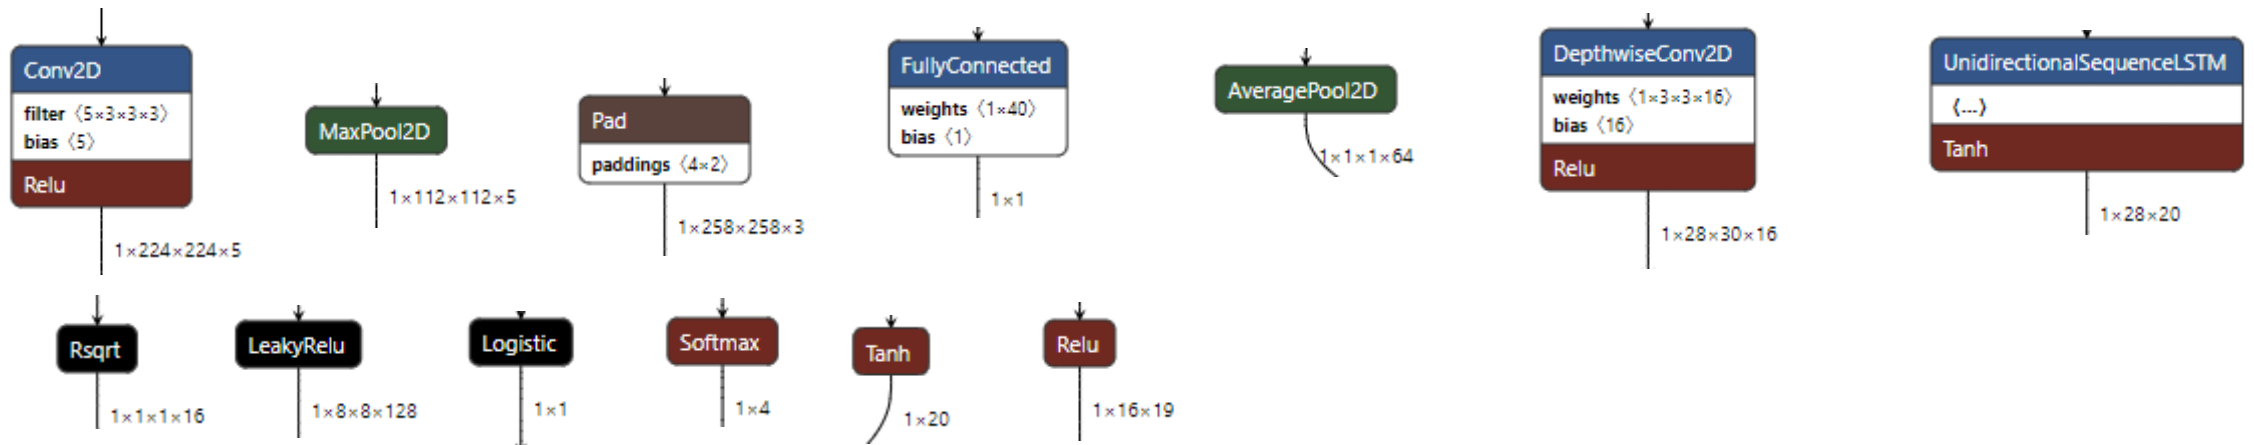 Conv2D
filter ⟨5×3×3×3⟩
bias ⟨5⟩
Relu
1×224×224×5
MaxPool2D
1×112×112×5
Pad
paddings ⟨4×2⟩
1×258×258×3
FullyConnected
weights ⟨1×40⟩
bias ⟨1⟩
1×1
AveragePool2D
1×1×1×64
DepthwiseConv2D
weights ⟨1×3×3×16⟩
bias ⟨16⟩
Relu
1×28×30×16
UnidirectionalSequenceLSTM
⟨...⟩
Tanh
1×28×20
Rsqrt
1×1×1×16
LeakyRelu
1×8×8×128
Logistic
1×1
Softmax
1×4
Tanh
1×20
Relu
1×16×19